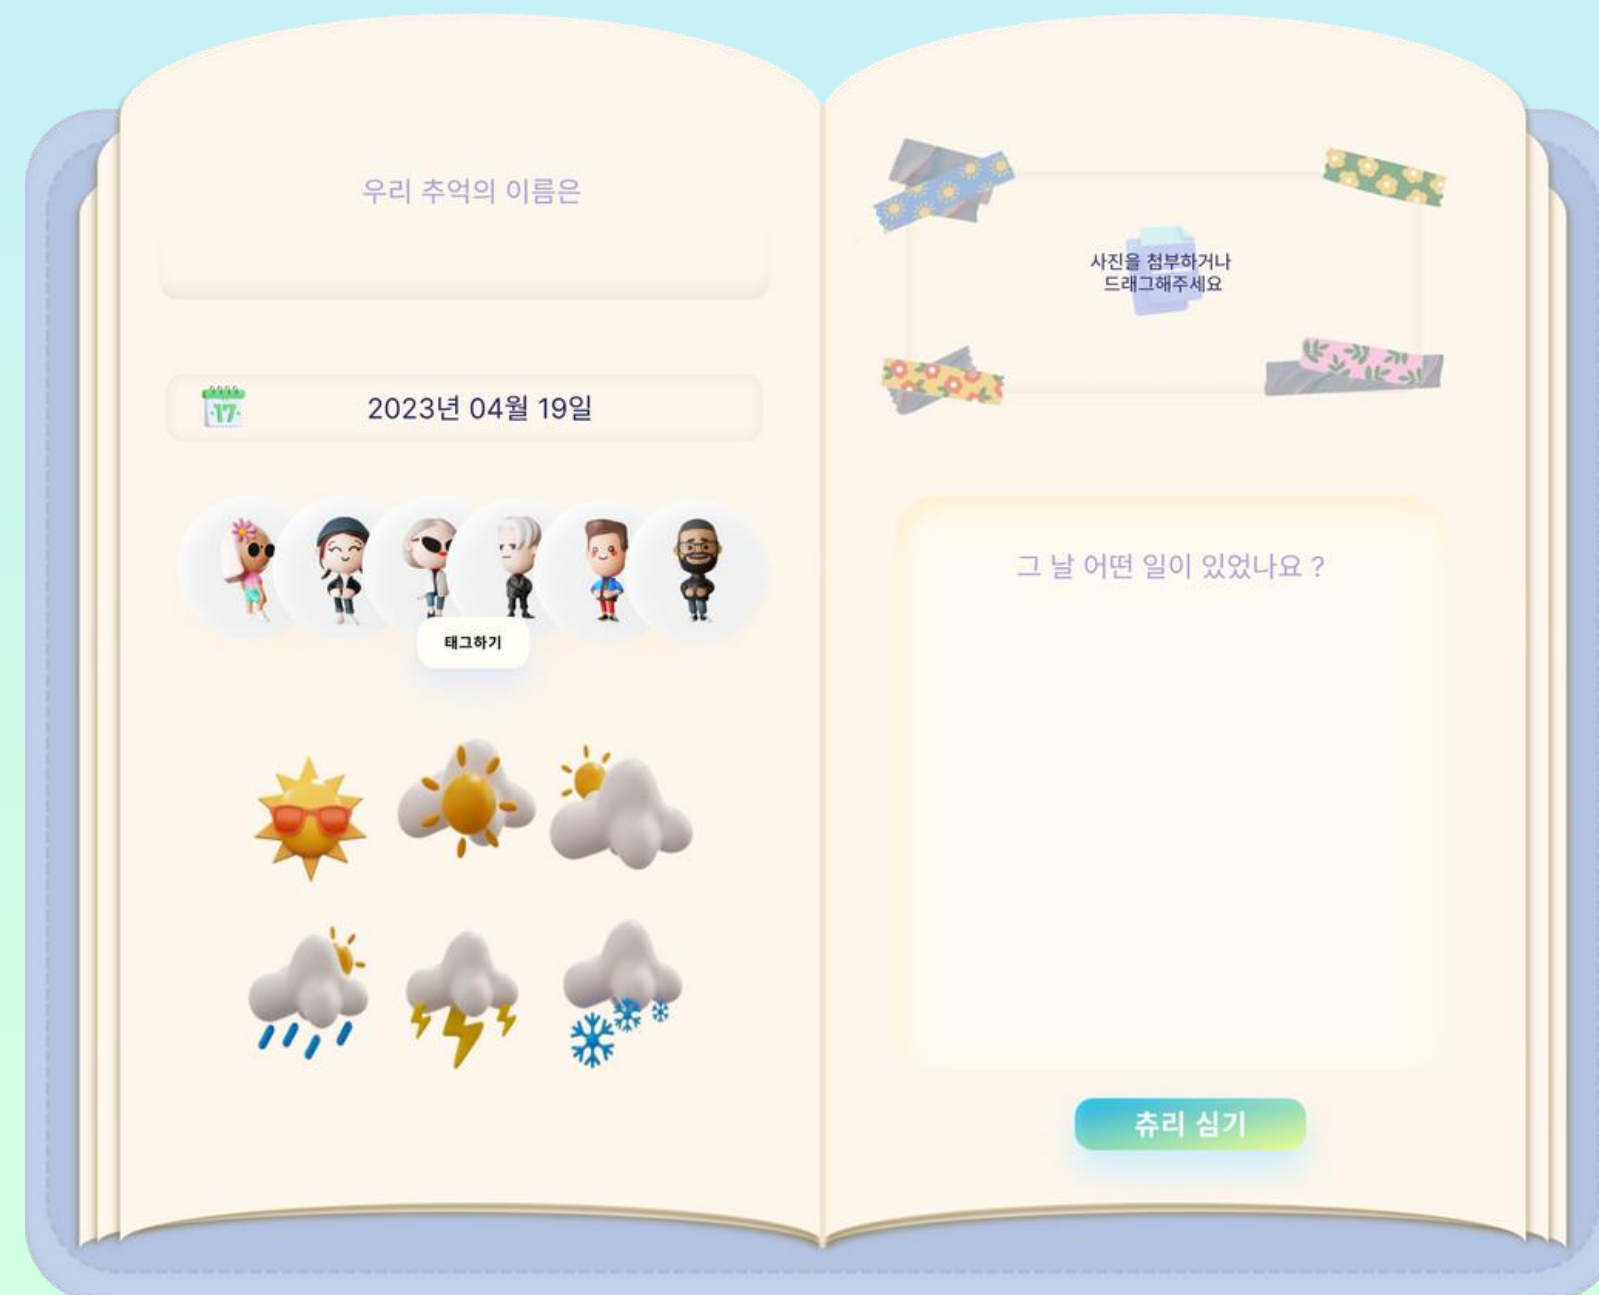 우리 추억의 이름은
17
2023년 04월 19일
태그하기
사진을 첨부하거나
드래그해주세요
그 날 어떤 일이 있었나요 ?
츄리 심기